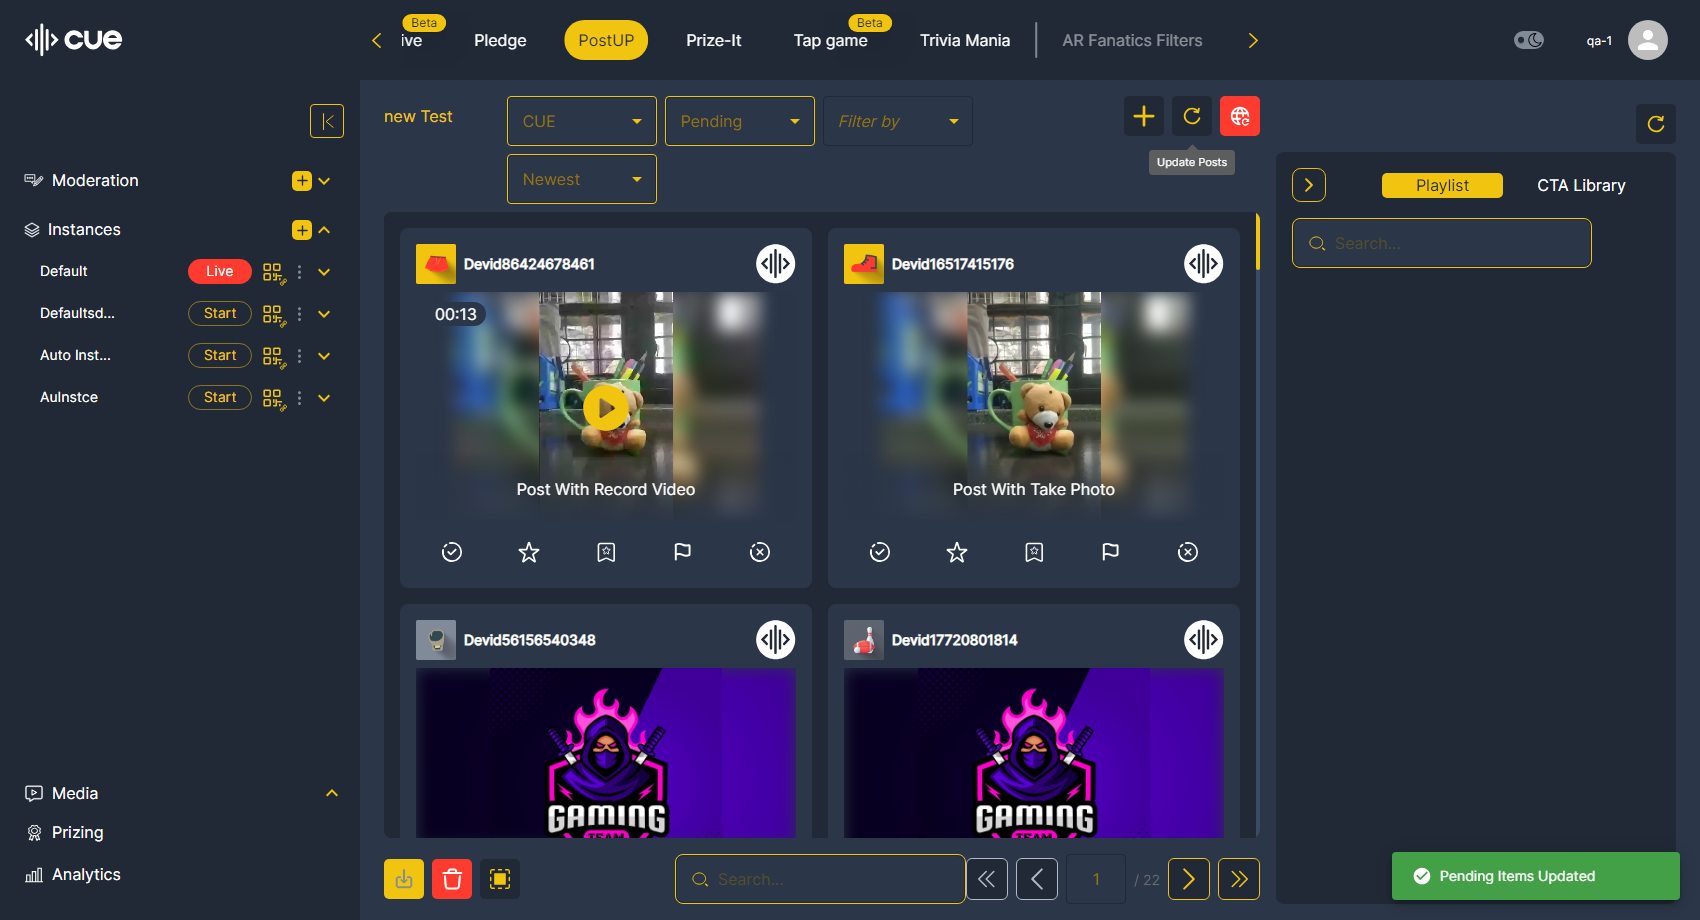 cue
Beta
ive
Pledge
PostUP
Prize-It
Beta
Tap game
Trivia Mania
AR Fanatics Filters
qa-1
new Test
CUE
Pending
Filter by
Newest
Update Posts
Moderation
Instances
Default
Live
Defaultsd...
Start
Auto Inst...
Start
AuInstce
Start
Media
Prizing
Analytics
Devid86424678461
00:13
Post With Record Video
Devid16517415176
Post With Take Photo
Devid56156540348
GAMING
TEAM
Devid17720801814
GAMING
TEAM
Search...
1
/ 22
Playlist
CTA Library
Search...
Pending Items Updated